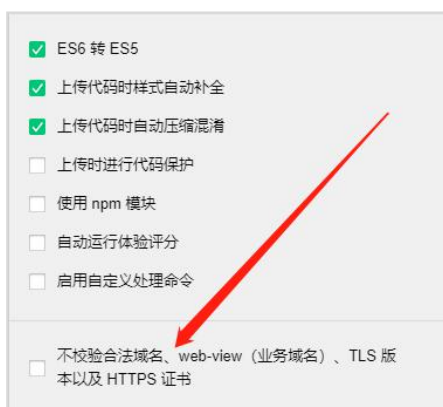 ES6 转 ES5
上传代码时样式自动补全
上传代码时自动压缩混淆
上传时进行代码保护
使用 npm 模块
自动运行体验评分
启用自定义处理命令
不校验合法域名、web-view（业务域名）、TLS 版
本以及 HTTPS 证书